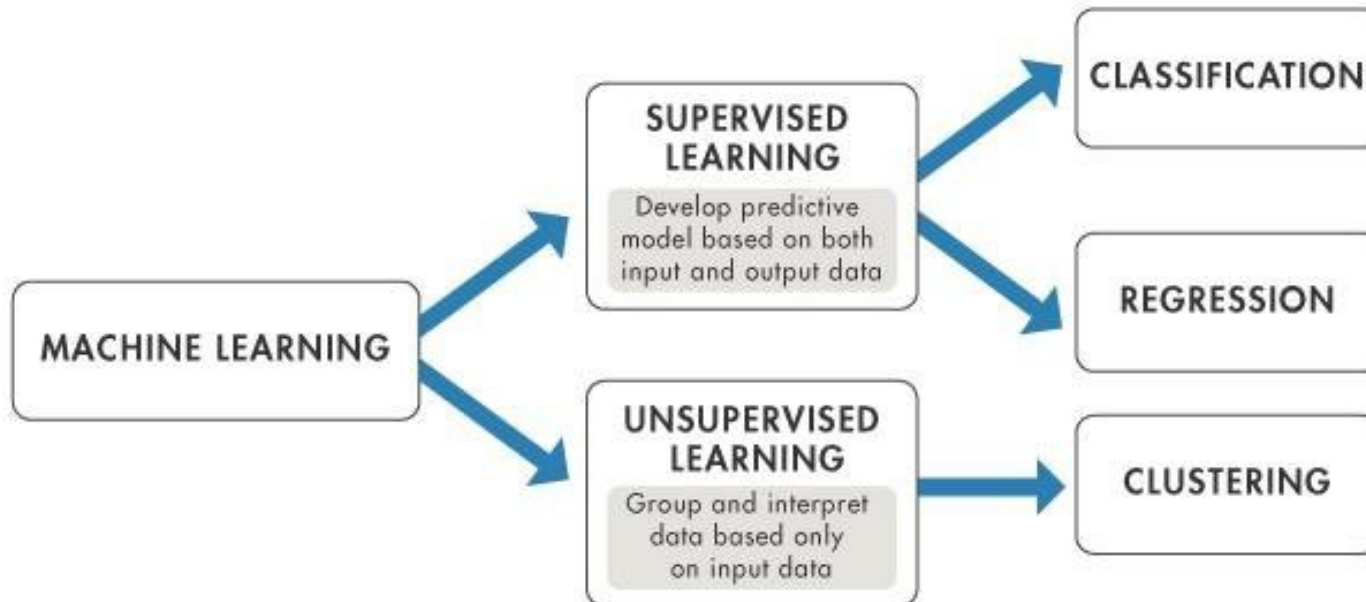 MACHINE LEARNING
SUPERVISED
LEARNING
Develop predictive
model based on both
input and output data
UNSUPERVISED
LEARNING
Group and interpret
data based only
on input data
CLASSIFICATION
REGRESSION
CLUSTERING